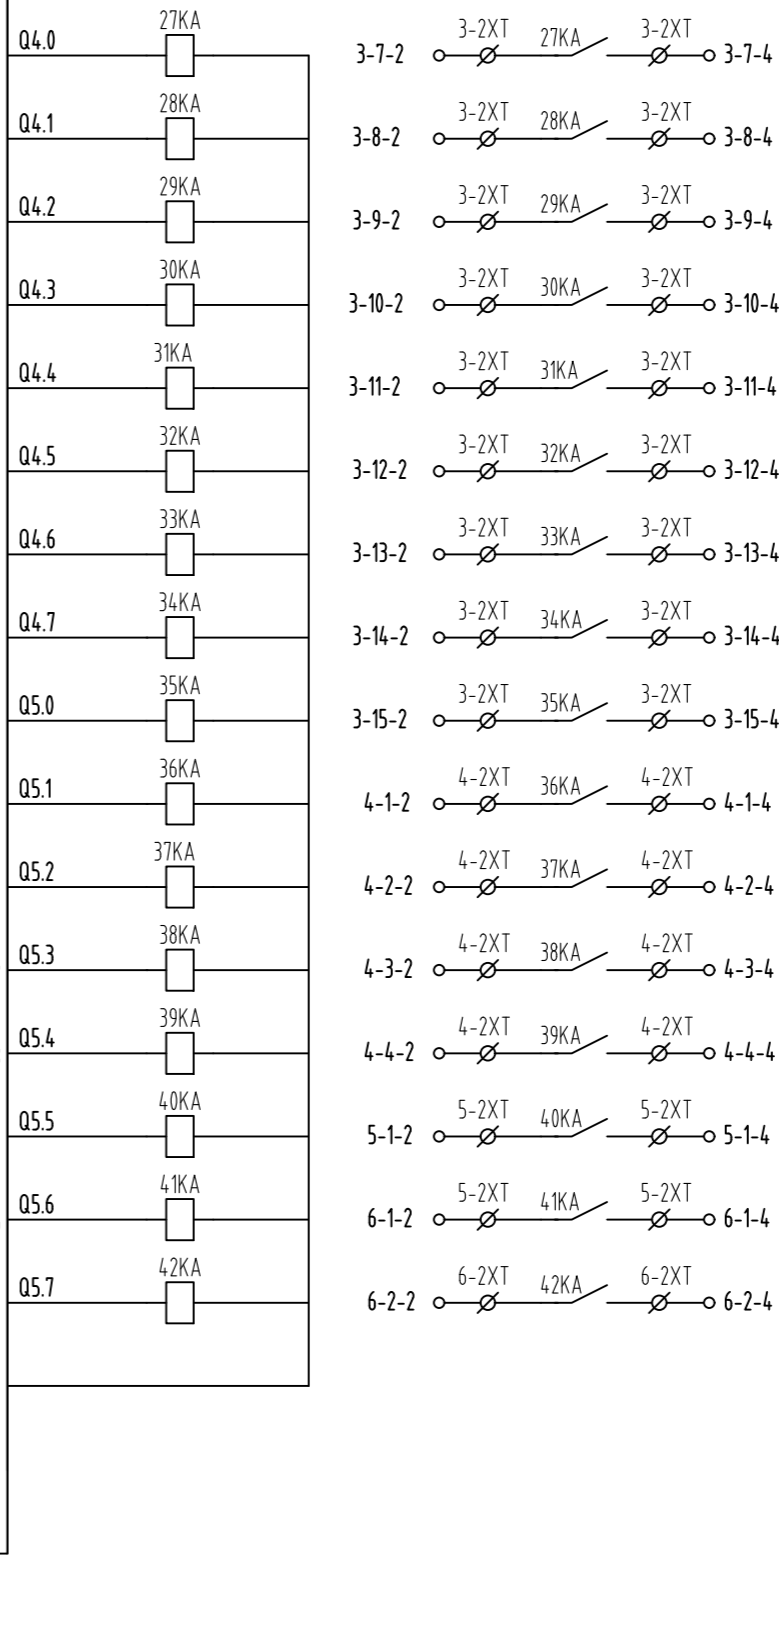 Q4.0 27KA 3-7-2 3-2XT 27KA 3-2XT 3-7-4
Q4.1 28KA 3-8-2 3-2XT 28KA 3-2XT 3-8-4
Q4.2 29KA 3-9-2 3-2XT 29KA 3-2XT 3-9-4
Q4.3 30KA 3-10-2 3-2XT 30KA 3-2XT 3-10-4
Q4.4 31KA 3-11-2 3-2XT 31KA 3-2XT 3-11-4
Q4.5 32KA 3-12-2 3-2XT 32KA 3-2XT 3-12-4
Q4.6 33KA 3-13-2 3-2XT 33KA 3-2XT 3-13-4
Q4.7 34KA 3-14-2 3-2XT 34KA 3-2XT 3-14-4
Q5.0 35KA 3-15-2 3-2XT 35KA 3-2XT 3-15-4
Q5.1 36KA 4-1-2 4-2XT 36KA 4-2XT 4-1-4
Q5.2 37KA 4-2-2 4-2XT 37KA 4-2XT 4-2-4
Q5.3 38KA 4-3-2 4-2XT 38KA 4-2XT 4-3-4
Q5.4 39KA 4-4-2 4-2XT 39KA 4-2XT 4-4-4
Q5.5 40KA 5-1-2 5-2XT 40KA 5-2XT 5-1-4
Q5.6 41KA 6-1-2 5-2XT 41KA 5-2XT 6-1-4
Q5.7 42KA 6-2-2 6-2XT 42KA 6-2XT 6-2-4